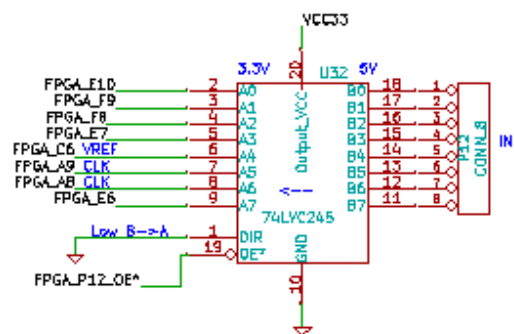 VCC33
3.3V 20 U32 5V
FPGA_E10 2 A0 B0 18 1
FPGA_F9 3 A1 B1 17 2
FPGA_F8 4 A2 B2 16 3
FPGA_E7 5 A3 B3 15 4
FPGA_C6 VREF 6 A4 B4 14 5
FPGA_A9 CLK 7 A5 B5 13 6
FPGA_A8 CLK 8 A6 B6 12 7
FPGA_E6 9 A7 B7 11 8
Output_VCC
<--
74LVC245
P12
CONN_8
IN
Low B-->A 1 DIR
19 OE*
GND
10
FPGA_P12_OE*